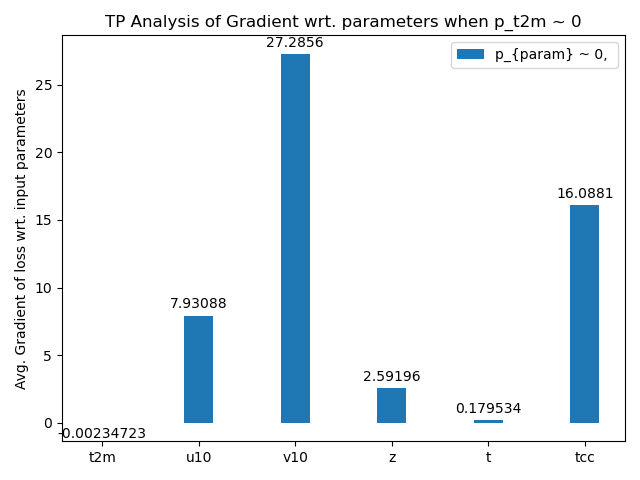 TP Analysis of Gradient wrt. parameters when p_t2m ~ 0
p_{param} ~ 0,
Avg. Gradient of loss wrt. input parameters
25
20
15
10
5
0
-0.00234723
7.93088
27.2856
2.59196
0.179534
16.0881
t2m
u10
v10
z
t
tcc